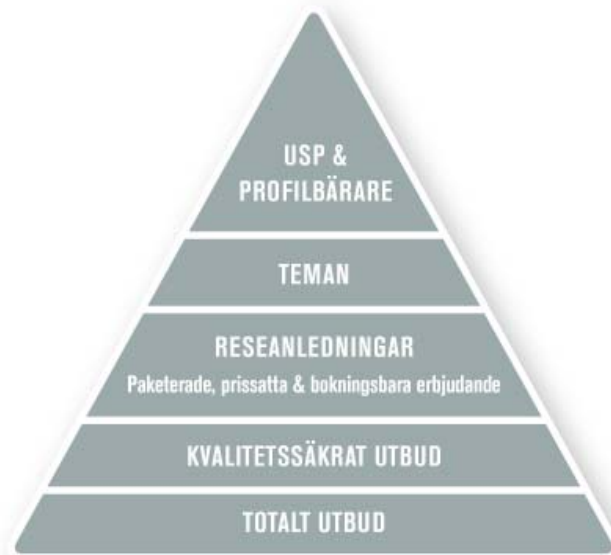 USP &
PROFILBÄRARE
TEMAN
RESEANLEDNINGAR
Paketerade, prissatta & bokningsbara erbjudande
KVALITETSSÄKRAT UTBUD
TOTALT UTBUD